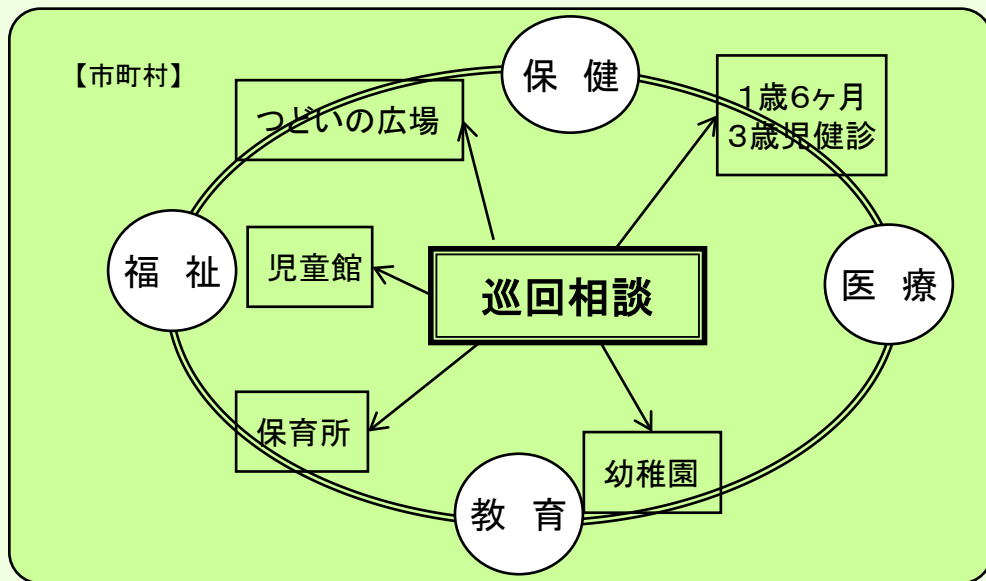 【市町村】
保 健
つどいの広場
1歳6ヶ月
3歳児健診
福 祉
児童館
巡回相談
医 療
保育所
幼稚園
教 育